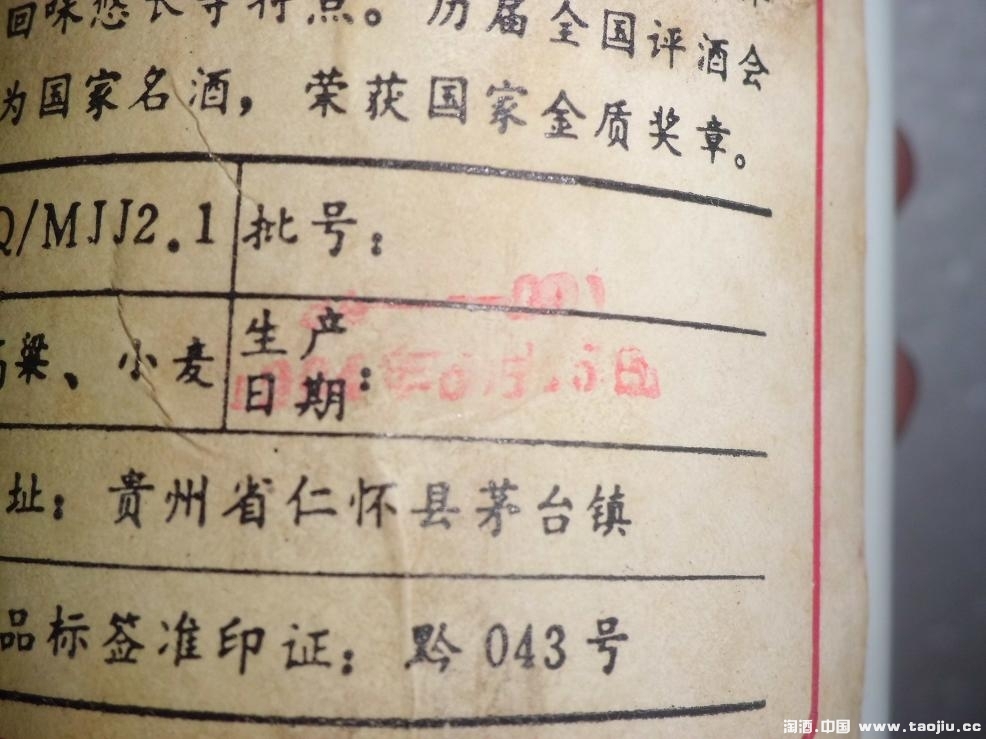 回味悠长等特点。历届全国评酒会
为国家名酒，荣获国家金质奖章。
Q/MJJ2.1 批号：
高粱、小麦 生产日期：
址：贵州省仁怀县茅台镇
品标签准印证：黔043号
淘酒.中国 www.taojiu.cc